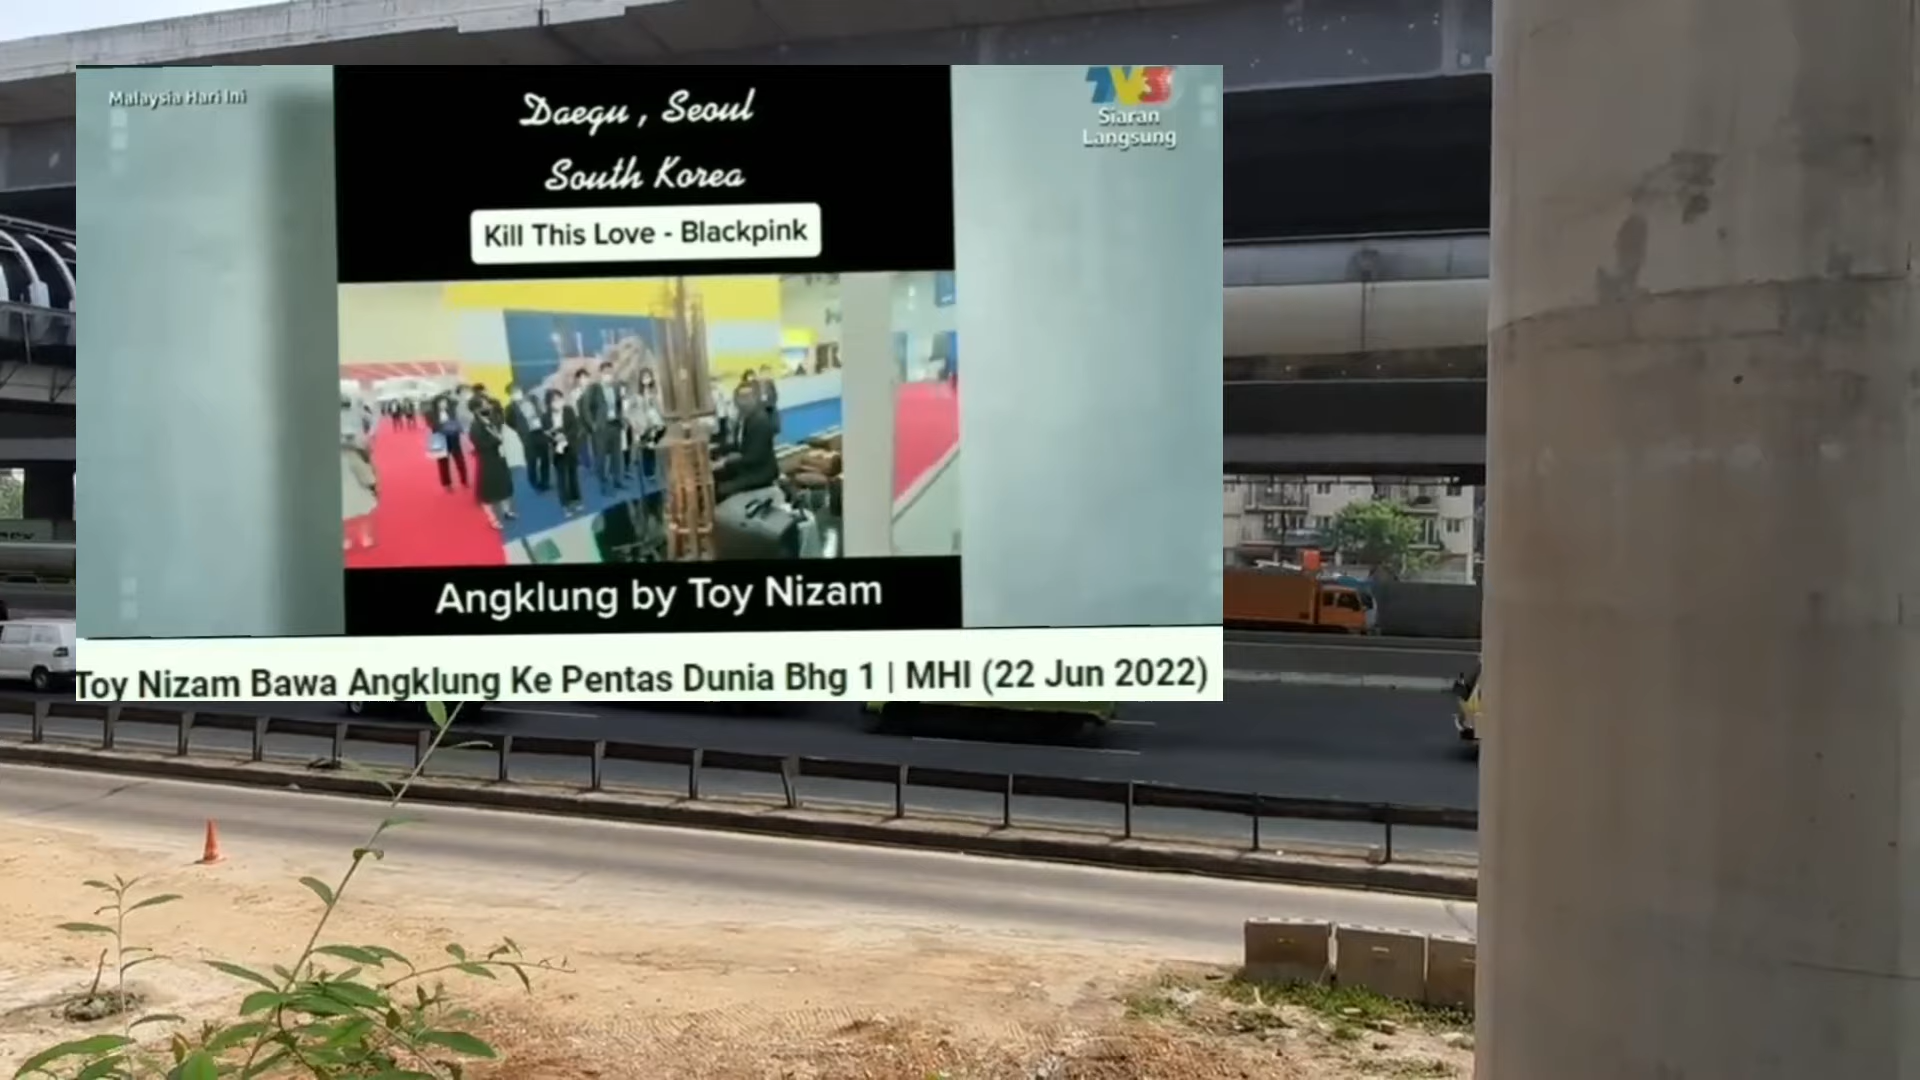 Malaysia Hari Ini
TV3
Siaran
Langsung
Daegu , Seoul
South Korea
Kill This Love - Blackpink
Angklung by Toy Nizam
Toy Nizam Bawa Angklung Ke Pentas Dunia Bhg 1 | MHI (22 Jun 2022)